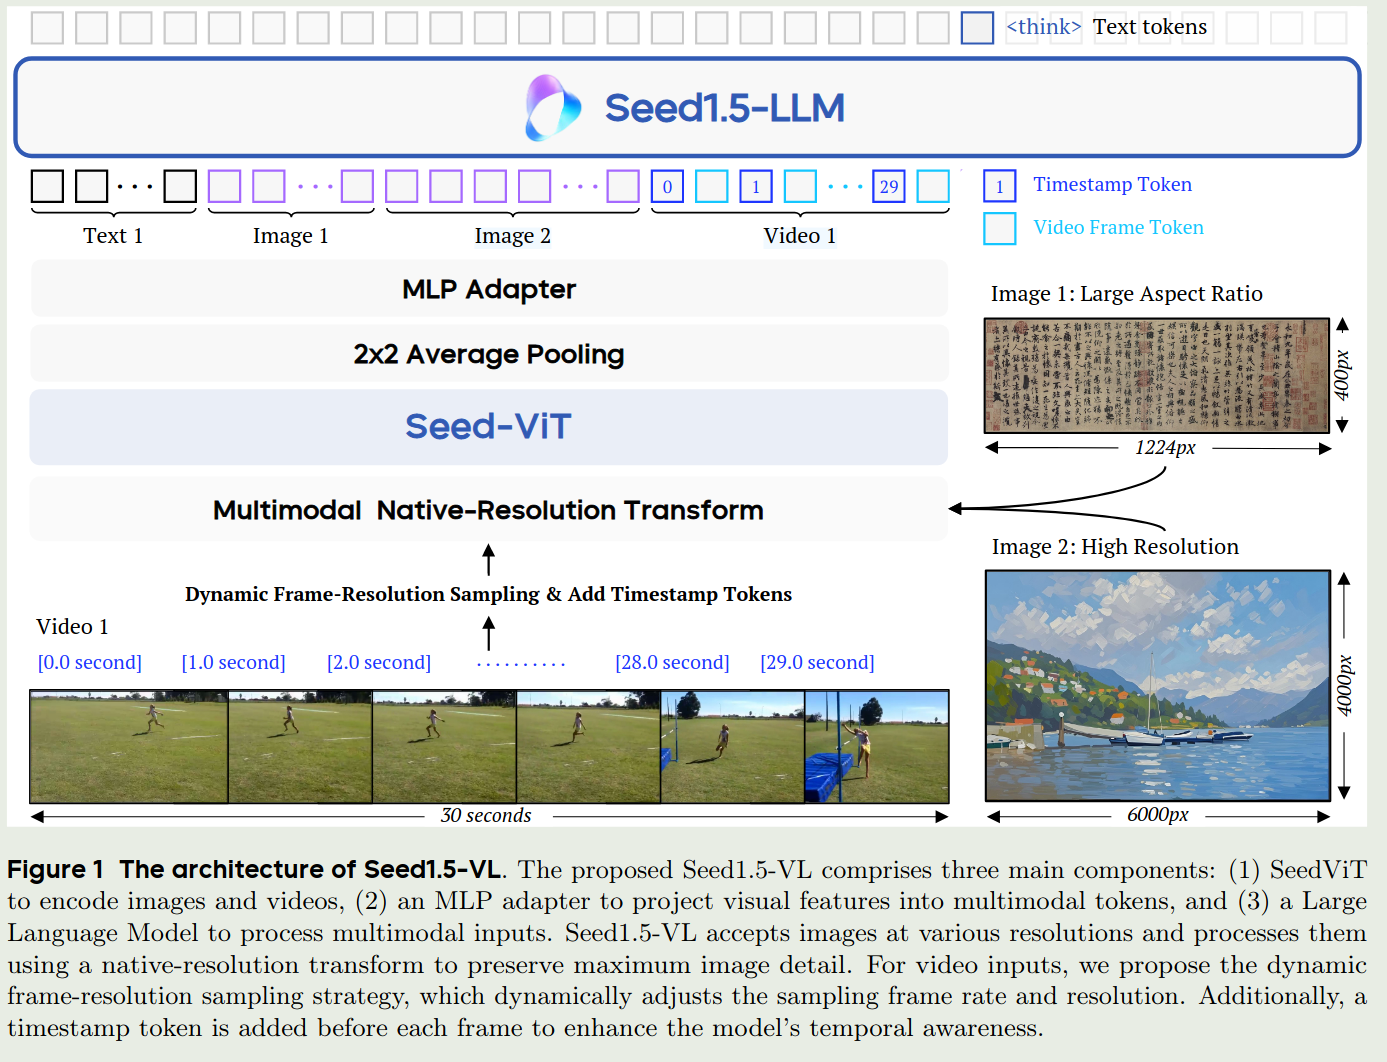 <think> Text tokens
Seed1.5-LLM
0 1 ··· 29
1 Timestamp Token
Video Frame Token
Text 1 Image 1 Image 2 Video 1
MLP Adapter
2x2 Average Pooling
Seed-ViT
Multimodal Native-Resolution Transform
Dynamic Frame-Resolution Sampling & Add Timestamp Tokens
Video 1
[0.0 second] [1.0 second] [2.0 second] ·········· [28.0 second] [29.0 second]
30 seconds
Image 1: Large Aspect Ratio
400px
1224px
Image 2: High Resolution
4000px
6000px
Figure 1 The architecture of Seed1.5-VL. The proposed Seed1.5-VL comprises three main components: (1) SeedViT
to encode images and videos, (2) an MLP adapter to project visual features into multimodal tokens, and (3) a Large
Language Model to process multimodal inputs. Seed1.5-VL accepts images at various resolutions and processes them
using a native-resolution transform to preserve maximum image detail. For video inputs, we propose the dynamic
frame-resolution sampling strategy, which dynamically adjusts the sampling frame rate and resolution. Additionally, a
timestamp token is added before each frame to enhance the model's temporal awareness.